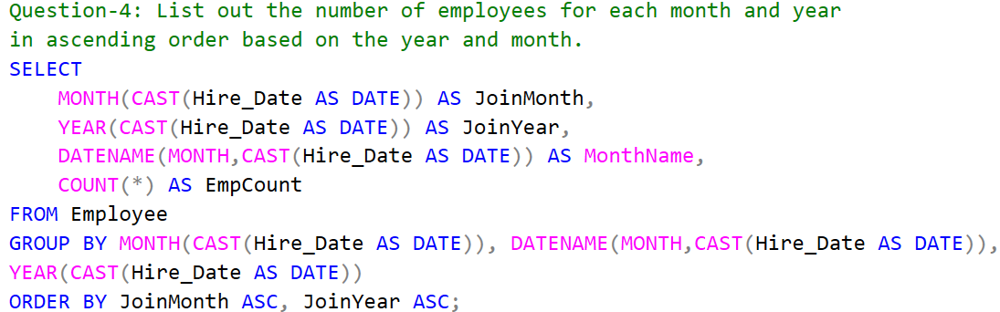 Question-4: List out the number of employees for each month and year
in ascending order based on the year and month.
SELECT
    MONTH(CAST(Hire_Date AS DATE)) AS JoinMonth,
    YEAR(CAST(Hire_Date AS DATE)) AS JoinYear,
    DATENAME(MONTH,CAST(Hire_Date AS DATE)) AS MonthName,
    COUNT(*) AS EmpCount
FROM Employee
GROUP BY MONTH(CAST(Hire_Date AS DATE)), DATENAME(MONTH,CAST(Hire_Date AS DATE)),
YEAR(CAST(Hire_Date AS DATE))
ORDER BY JoinMonth ASC, JoinYear ASC;